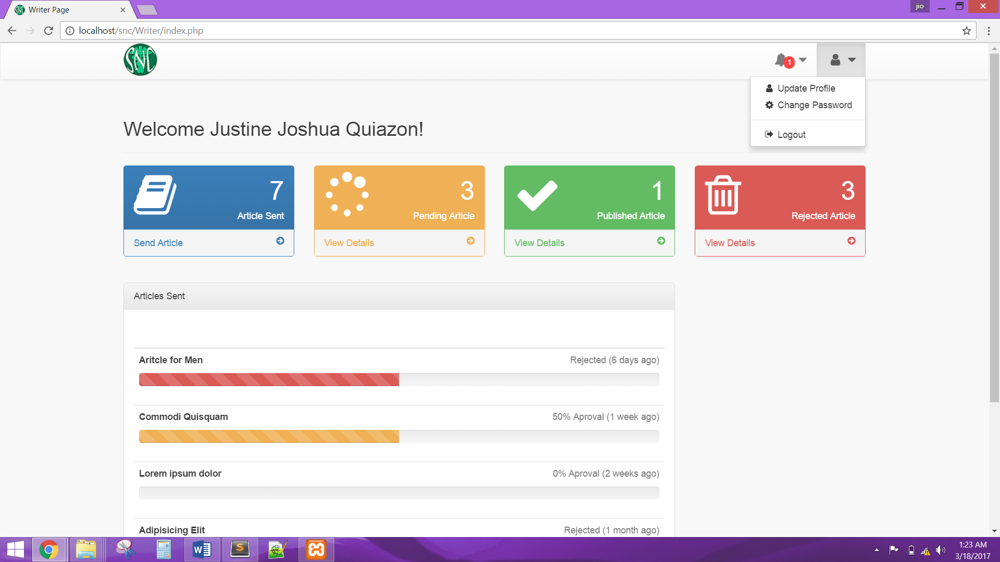 Writer Page
jio
localhost/snc/Writer/index.php
SNC
1
Update Profile
Change Password
Logout
Welcome Justine Joshua Quiazon!
7
Article Sent
Send Article
3
Pending Article
View Details
1
Published Article
View Details
3
Rejected Article
View Details
Articles Sent
Aritcle for Men
Rejected (6 days ago)
Commodi Quisquam
50% Aproval (1 week ago)
Lorem ipsum dolor
0% Aproval (2 weeks ago)
Adipisicing Elit
Rejected (1 month ago)
1:23 AM
3/18/2017